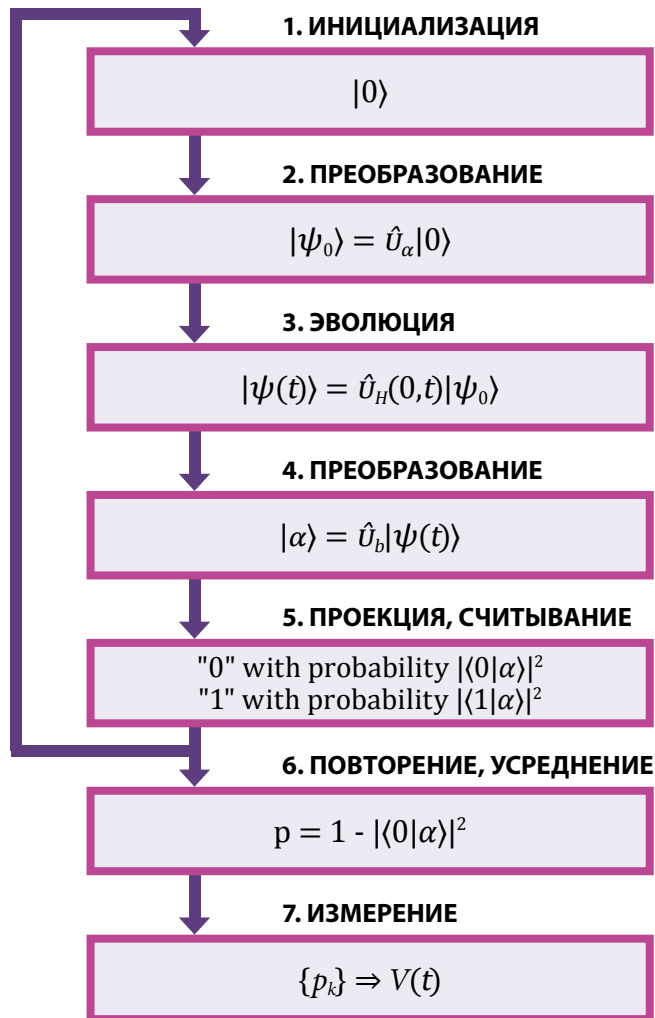 1. ИНИЦИАЛИЗАЦИЯ
|0⟩
2. ПРЕОБРАЗОВАНИЕ
|ψ₀⟩ = Û_α|0⟩
3. ЭВОЛЮЦИЯ
|ψ(t)⟩ = Û_H(0,t)|ψ₀⟩
4. ПРЕОБРАЗОВАНИЕ
|α⟩ = Û_b|ψ(t)⟩
5. ПРОЕКЦИЯ, СЧИТЫВАНИЕ
"0" with probability |⟨0|α⟩|²
"1" with probability |⟨1|α⟩|²
6. ПОВТОРЕНИЕ, УСРЕДНЕНИЕ
p = 1 - |⟨0|α⟩|²
7. ИЗМЕРЕНИЕ
{p_k} ⇒ V(t)